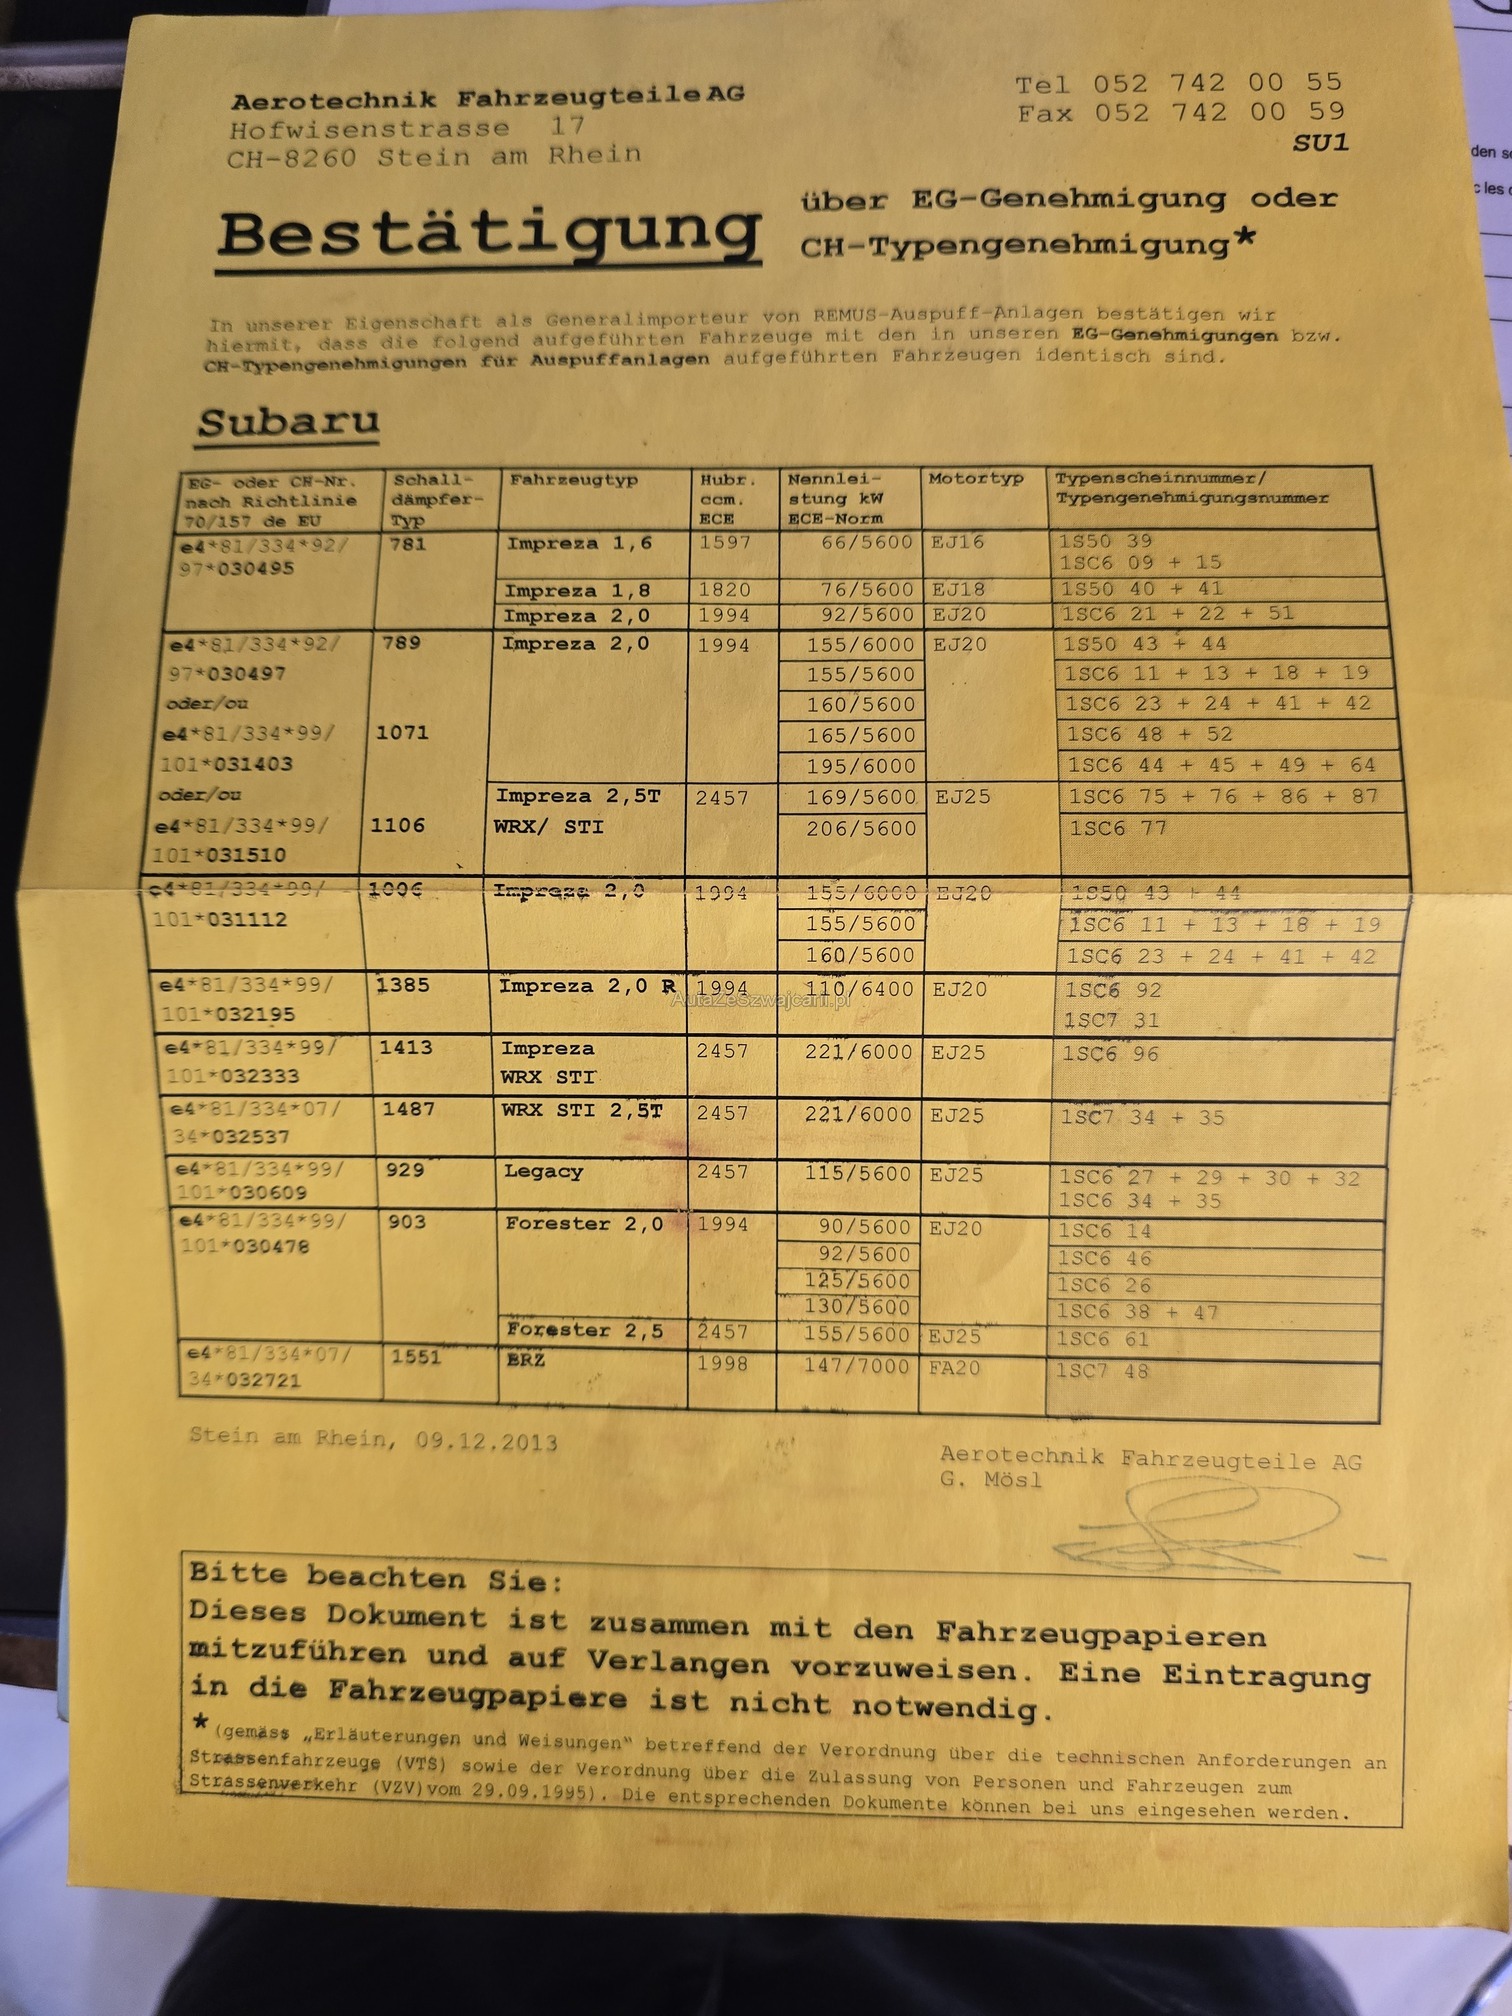 Aerotechnik Fahrzeugteile AG
Hofwisenstrasse 17
CH-8260 Stein am Rhein
Tel 052 742 00 55
Fax 052 742 00 59
SU1
Bestätigung
über EG-Genehmigung oder
CH-Typengenehmigung*
In unserer Eigenschaft als Generalimporteur von REMUS-Auspuff-Anlagen bestätigen wir
hiermit, dass die folgend aufgeführten Fahrzeuge mit den in unseren EG-Genehmigungen bzw.
CH-Typengenehmigungen für Auspuffanlagen aufgeführten Fahrzeugen identisch sind.
Subaru
EG- oder CH-Nr. Schall- Fahrzeugtyp Hubr. Nennlei- Motortyp Typenscheinnummer/
nach Richtlinie dämpfer- ccm. stung kW Typengenehmigungsnummer
70/157 de EU Typ ECE ECE-Norm
e4*81/334*92/ 781 Impreza 1,6 1597 66/5600 EJ16 1S50 39
97*030495 1SC6 09 + 15
Impreza 1,8 1820 76/5600 EJ18 1S50 40 + 41
Impreza 2,0 1994 92/5600 EJ20 1SC6 21 + 22 + 51
e4*81/334*92/ 789 Impreza 2,0 1994 155/6000 EJ20 1S50 43 + 44
97*030497 155/5600 1SC6 11 + 13 + 18 + 19
oder/ou 160/5600 1SC6 23 + 24 + 41 + 42
e4*81/334*99/ 1071 165/5600 1SC6 48 + 52
101*031403 195/6000 1SC6 44 + 45 + 49 + 64
oder/ou Impreza 2,5T 2457 169/5600 EJ25 1SC6 75 + 76 + 86 + 87
e4*81/334*99/ 1106 WRX/ STI 206/5600 1SC6 77
101*031510
e4*81/334*99/ 1006 Impreza 2,0 1994 155/6000 EJ20 1S50 43 + 44
101*031112 155/5600 1SC6 11 + 13 + 18 + 19
160/5600 1SC6 23 + 24 + 41 + 42
e4*81/334*99/ 1385 Impreza 2,0 R 1994 110/6400 EJ20 1SC6 92
AutaZeSzwajcarii.pl
101*032195 1SC7 31
e4*81/334*99/ 1413 Impreza 2457 221/6000 EJ25 1SC6 96
101*032333 WRX STI
e4*81/334*07/ 1487 WRX STI 2,5T 2457 221/6000 EJ25 1SC7 34 + 35
34*032537
e4*81/334*99/ 929 Legacy 2457 115/5600 EJ25 1SC6 27 + 29 + 30 + 32
101*030609 1SC6 34 + 35
e4*81/334*99/ 903 Forester 2,0 1994 90/5600 EJ20 1SC6 14
101*030478 92/5600 1SC6 46
125/5600 1SC6 26
130/5600 1SC6 38 + 47
Forester 2,5 2457 155/5600 EJ25 1SC6 61
e4*81/334*07/ 1551 BRZ 1998 147/7000 FA20 1SC7 48
34*032721
Stein am Rhein, 09.12.2013
Aerotechnik Fahrzeugteile AG
G. Mösl
Bitte beachten Sie:
Dieses Dokument ist zusammen mit den Fahrzeugpapieren
mitzuführen und auf Verlangen vorzuweisen. Eine Eintragung
in die Fahrzeugpapiere ist nicht notwendig.
*(gemäss „Erläuterungen und Weisungen" betreffend der Verordnung über die technischen Anforderungen an
Strassenfahrzeuge (VTS) sowie der Verordnung über die Zulassung von Personen und Fahrzeugen zum
Strassenverkehr (VZV)vom 29.09.1995). Die entsprechenden Dokumente können bei uns eingesehen werden.